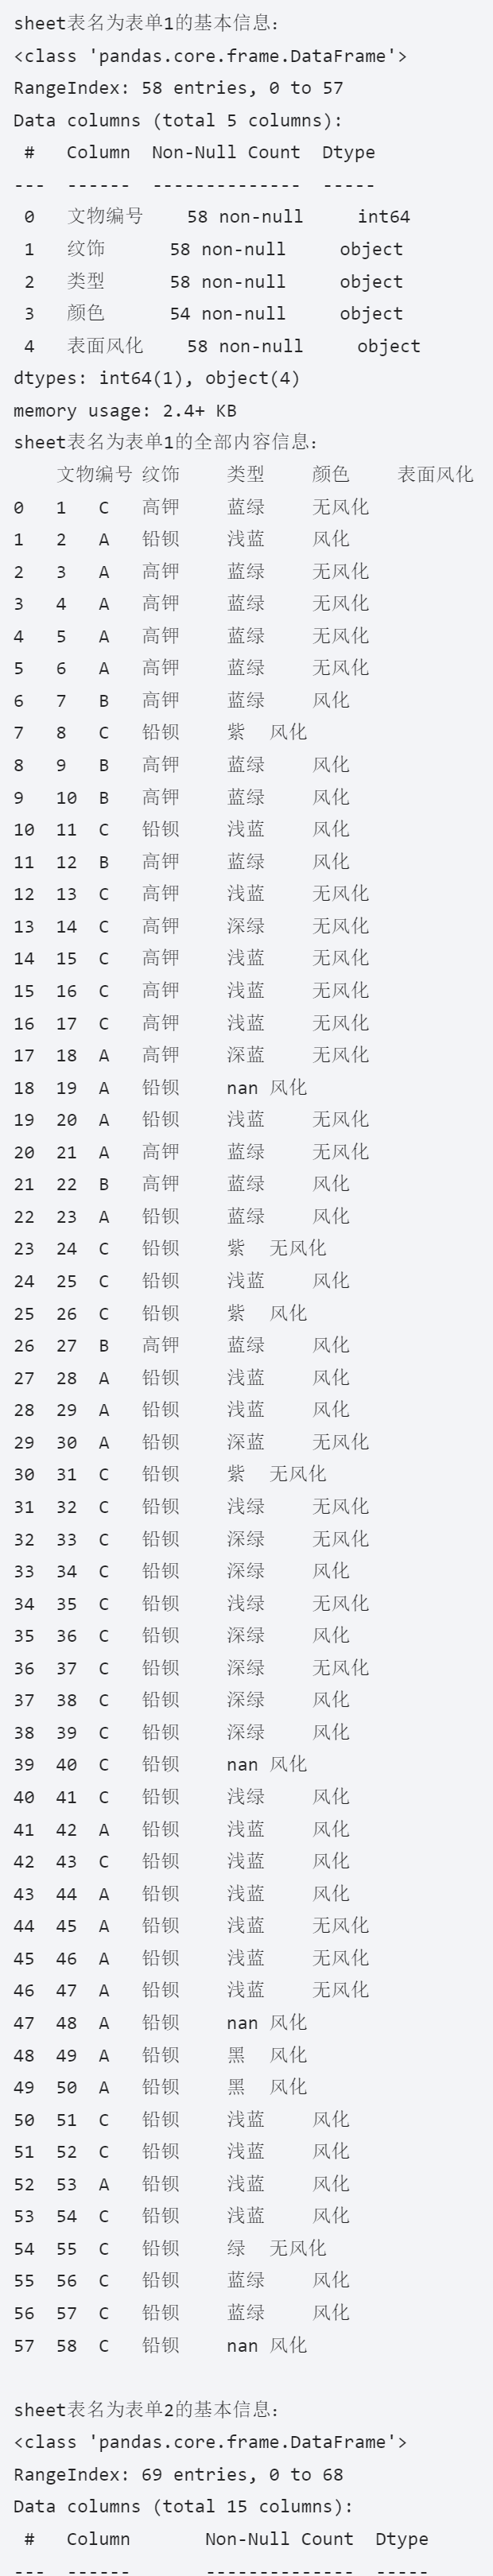 sheet表名为表单1的基本信息:
<class 'pandas.core.frame.DataFrame'>
RangeIndex: 58 entries, 0 to 57
Data columns (total 5 columns):
 #   Column  Non-Null Count  Dtype
---  ------  --------------  -----
 0   文物编号    58 non-null     int64
 1   纹饰      58 non-null     object
 2   类型      58 non-null     object
 3   颜色      54 non-null     object
 4   表面风化    58 non-null     object
dtypes: int64(1), object(4)
memory usage: 2.4+ KB
sheet表名为表单1的全部内容信息:
文物编号 纹饰 类型 颜色 表面风化
0 1 C 高钾 蓝绿 无风化
1 2 A 铅钡 浅蓝 风化
2 3 A 高钾 蓝绿 无风化
3 4 A 高钾 蓝绿 无风化
4 5 A 高钾 蓝绿 无风化
5 6 A 高钾 蓝绿 无风化
6 7 B 高钾 蓝绿 风化
7 8 C 铅钡 紫 风化
8 9 B 高钾 蓝绿 风化
9 10 B 高钾 蓝绿 风化
10 11 C 铅钡 浅蓝 风化
11 12 B 高钾 蓝绿 风化
12 13 C 高钾 浅蓝 无风化
13 14 C 高钾 深绿 无风化
14 15 C 高钾 浅蓝 无风化
15 16 C 高钾 浅蓝 无风化
16 17 C 高钾 浅蓝 无风化
17 18 A 高钾 深蓝 无风化
18 19 A 铅钡 nan 风化
19 20 A 铅钡 浅蓝 无风化
20 21 A 高钾 蓝绿 无风化
21 22 B 高钾 蓝绿 风化
22 23 A 铅钡 蓝绿 风化
23 24 C 铅钡 紫 无风化
24 25 C 铅钡 浅蓝 风化
25 26 C 铅钡 紫 风化
26 27 B 高钾 蓝绿 风化
27 28 A 铅钡 浅蓝 风化
28 29 A 铅钡 浅蓝 风化
29 30 A 铅钡 深蓝 无风化
30 31 C 铅钡 紫 无风化
31 32 C 铅钡 浅绿 无风化
32 33 C 铅钡 深绿 无风化
33 34 C 铅钡 深绿 风化
34 35 C 铅钡 浅绿 无风化
35 36 C 铅钡 深绿 风化
36 37 C 铅钡 深绿 无风化
37 38 C 铅钡 深绿 风化
38 39 C 铅钡 深绿 风化
39 40 C 铅钡 nan 风化
40 41 C 铅钡 浅绿 风化
41 42 A 铅钡 浅蓝 风化
42 43 C 铅钡 浅蓝 风化
43 44 A 铅钡 浅蓝 风化
44 45 A 铅钡 浅蓝 无风化
45 46 A 铅钡 浅蓝 无风化
46 47 A 铅钡 浅蓝 无风化
47 48 A 铅钡 nan 风化
48 49 A 铅钡 黑 风化
49 50 A 铅钡 黑 风化
50 51 C 铅钡 浅蓝 风化
51 52 C 铅钡 浅蓝 风化
52 53 A 铅钡 浅蓝 风化
53 54 C 铅钡 浅蓝 风化
54 55 C 铅钡 绿 无风化
55 56 C 铅钡 蓝绿 风化
56 57 C 铅钡 蓝绿 风化
57 58 C 铅钡 nan 风化
sheet表名为表单2的基本信息:
<class 'pandas.core.frame.DataFrame'>
RangeIndex: 69 entries, 0 to 68
Data columns (total 15 columns):
 #   Column       Non-Null Count  Dtype
---  ------       --------------  -----